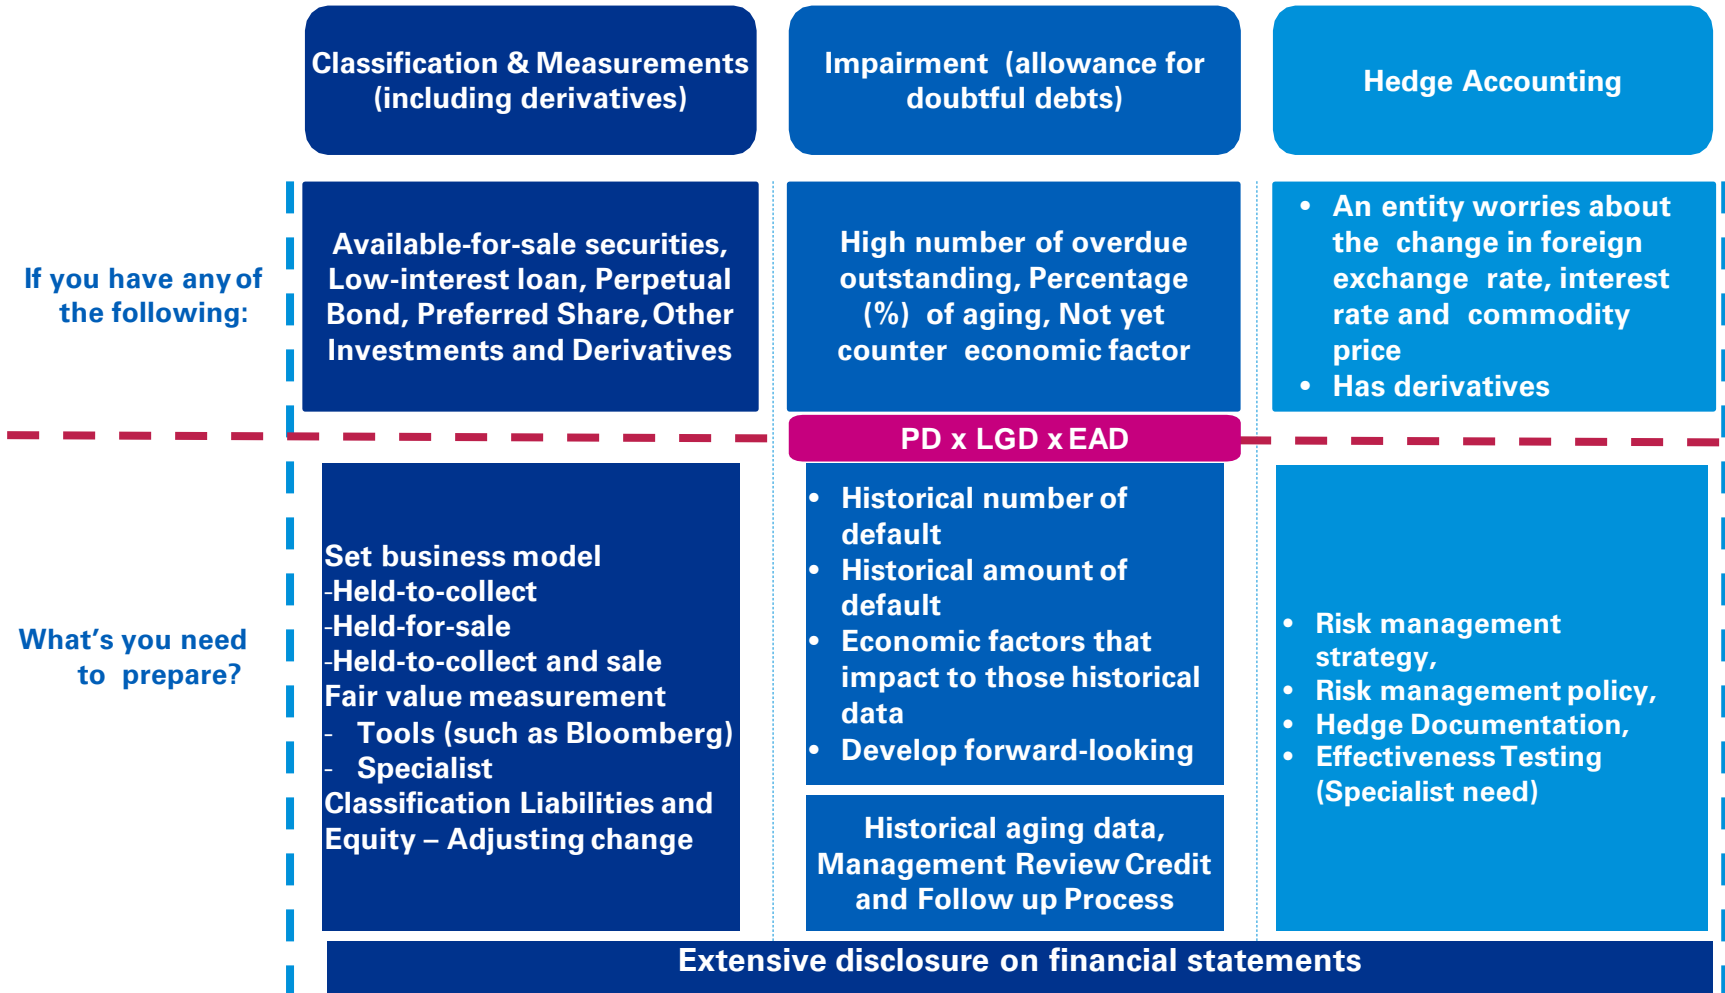 Classification & Measurements
(including derivatives)
Impairment (allowance for
doubtful debts)
Hedge Accounting
If you have any of
the following:
Available-for-sale securities,
Low-interest loan, Perpetual
Bond, Preferred Share, Other
Investments and Derivatives
High number of overdue
outstanding, Percentage
(%) of aging, Not yet
counter economic factor
• An entity worries about
the change in foreign
exchange rate, interest
rate and commodity
price
• Has derivatives
PD x LGD x EAD
What's you need
to prepare?
Set business model
-Held-to-collect
-Held-for-sale
-Held-to-collect and sale
Fair value measurement
- Tools (such as Bloomberg)
- Specialist
Classification Liabilities and
Equity – Adjusting change
• Historical number of
default
• Historical amount of
default
• Economic factors that
impact to those historical
data
• Develop forward-looking
Historical aging data,
Management Review Credit
and Follow up Process
• Risk management
strategy,
• Risk management policy,
• Hedge Documentation,
• Effectiveness Testing
(Specialist need)
Extensive disclosure on financial statements